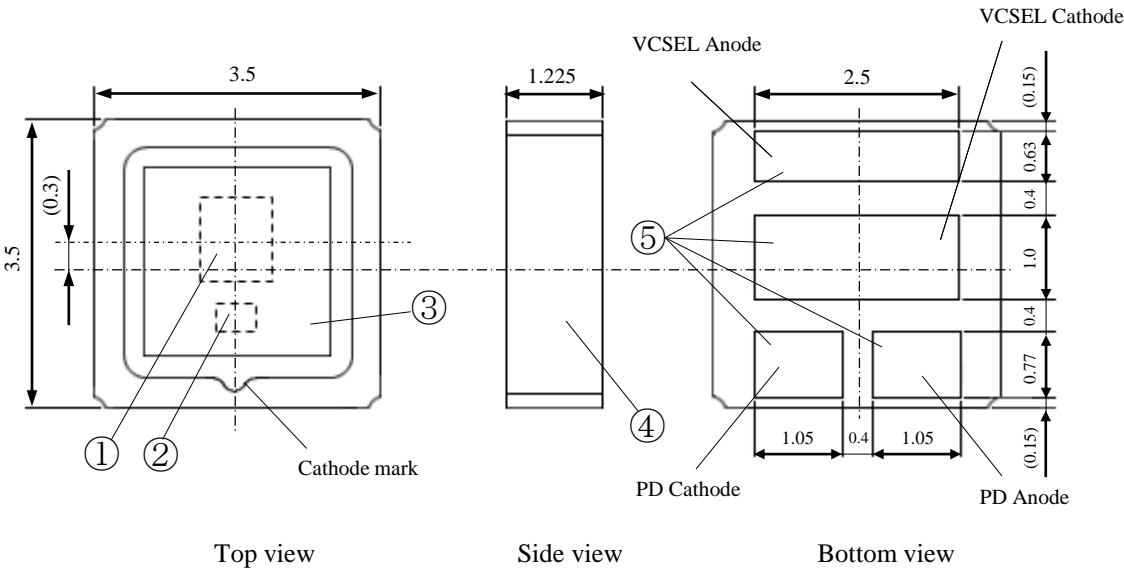 VCSEL Cathode
VCSEL Anode
3.5
1.225
2.5
(0.15)
0.63
(0.3)
0.4
3.5
⑤
1.0
③
0.4
0.77
④
① ②
1.05 0.4 1.05
(0.15)
Cathode mark
PD Cathode
PD Anode
Top view
Side view
Bottom view